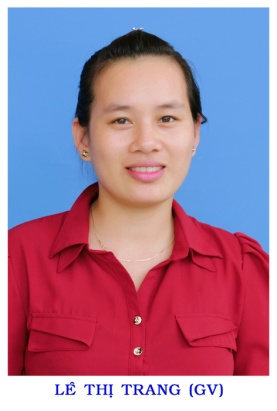 LÊ THỊ TRANG (GV)